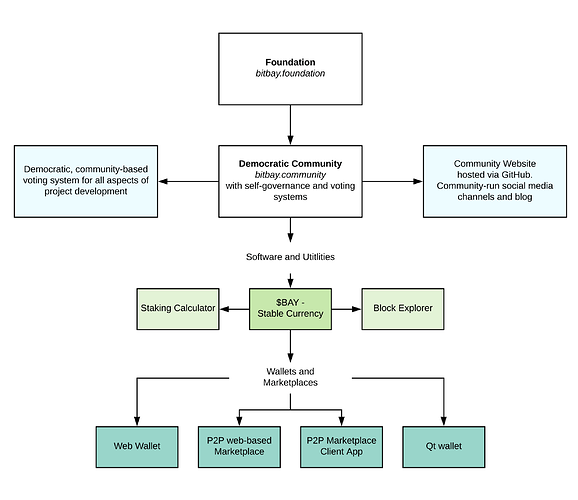 Foundation
bitbay.foundation
Democratic, community-based
voting system for all aspects of
project development
Democratic Community
bitbay.community
with self-governance and voting
systems
Community Website
hosted via GitHub.
Community-run social media
channels and blog
Software and Utitlities
Staking Calculator
$BAY -
Stable Currency
Block Explorer
Wallets and
Marketplaces
Web Wallet
P2P web-based
Marketplace
P2P Marketplace
Client App
Qt wallet